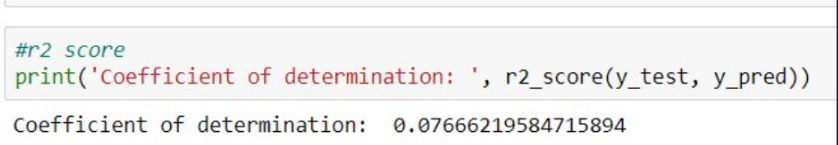 #r2 score
print('Coefficient of determination: ', r2_score(y_test, y_pred))
Coefficient of determination:  0.07666219584715894